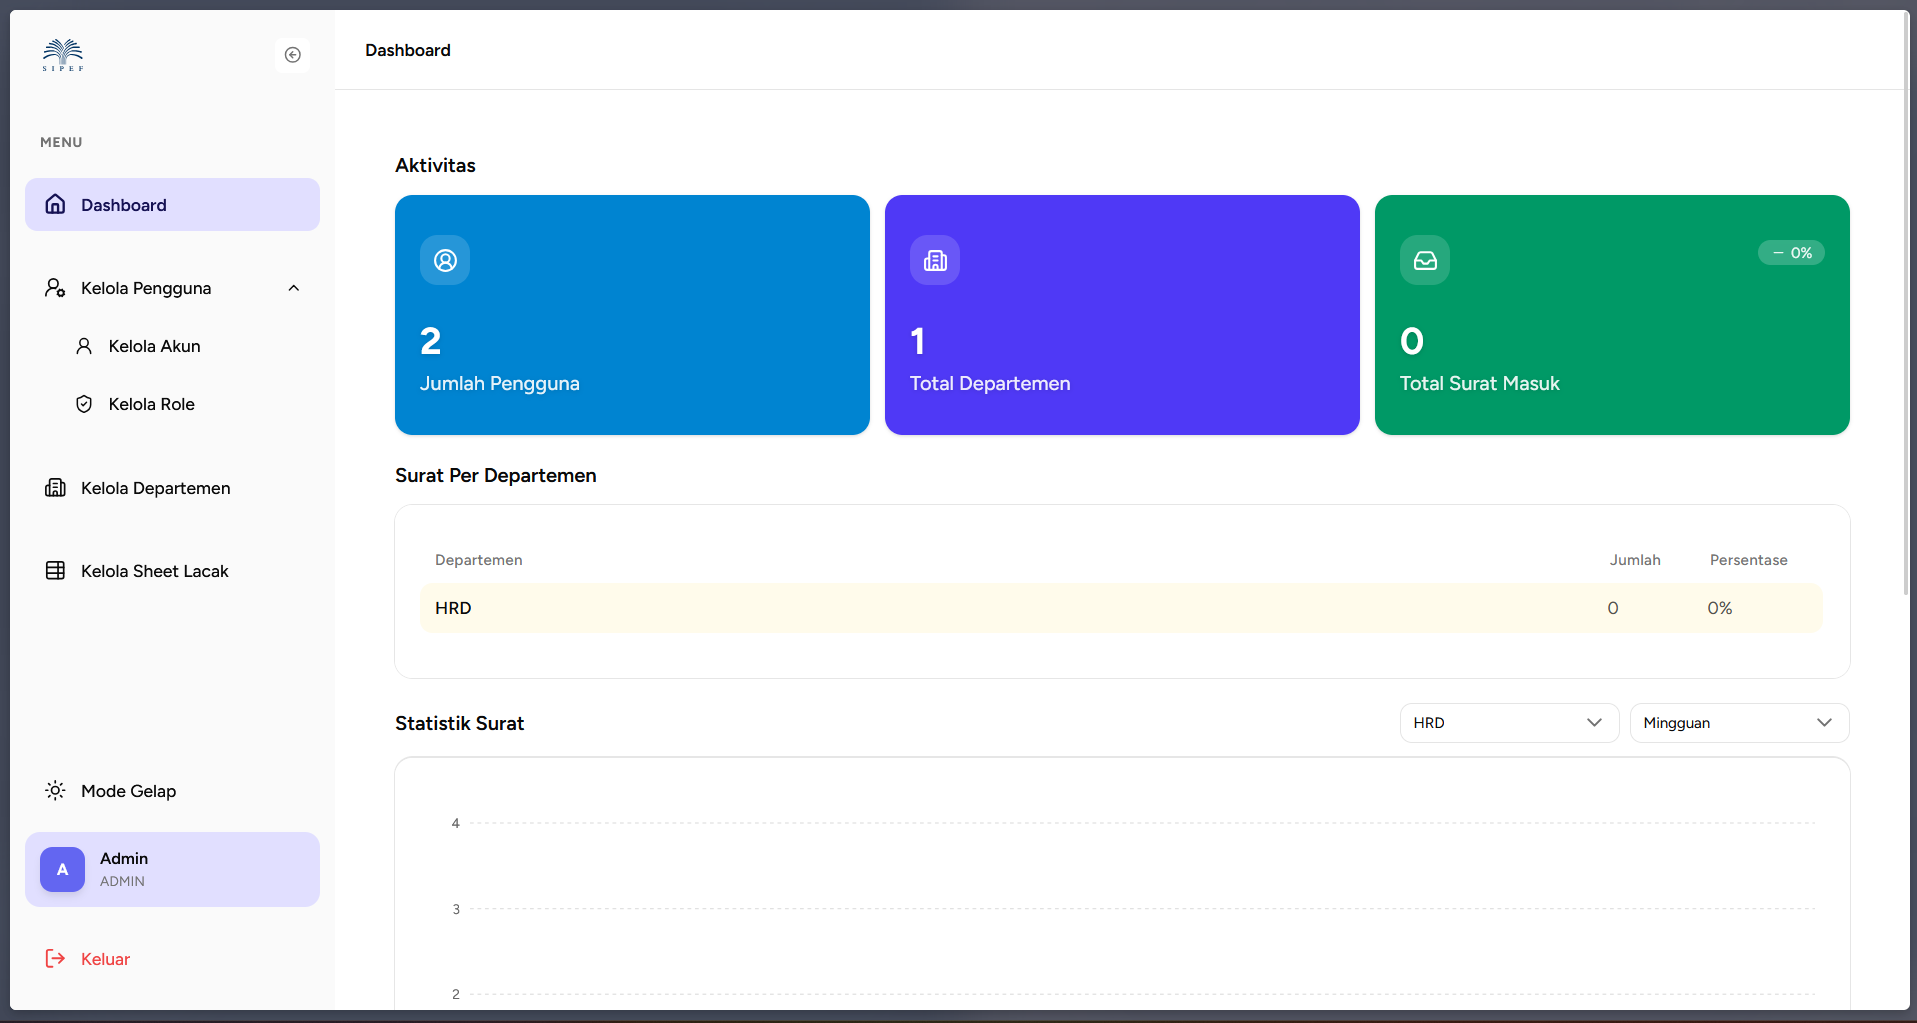 SIPEF
MENU
Dashboard
Kelola Pengguna
Kelola Akun
Kelola Role
Kelola Departemen
Kelola Sheet Lacak
Mode Gelap
A
Admin
ADMIN
Keluar
Dashboard
Aktivitas
2
Jumlah Pengguna
1
Total Departemen
0%
0
Total Surat Masuk
Surat Per Departemen
Departemen Jumlah Persentase
HRD 0 0%
Statistik Surat
HRD
Mingguan
4
3
2